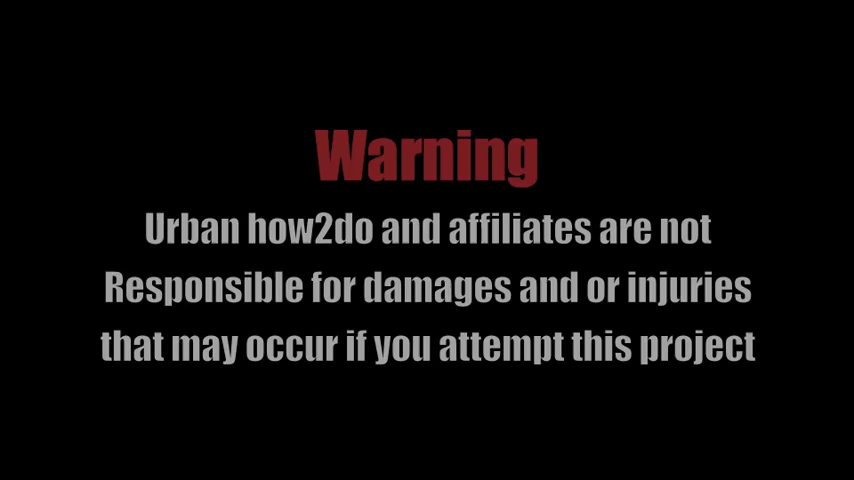 Warning
Urban how2do and affiliates are not
Responsible for damages and or injuries
that may occur if you attempt this project